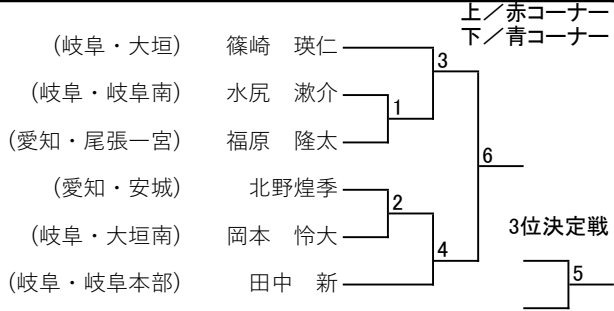 上／赤コーナー
下／青コーナー
(岐阜・大垣) 篠崎 瑛仁
3
(岐阜・岐阜南) 水尻 漱介
1
(愛知・尾張一宮) 福原 隆太
6
(愛知・安城) 北野煌季
2
(岐阜・大垣南) 岡本 怜大
3位決定戦
4
(岐阜・岐阜本部) 田中 新
5